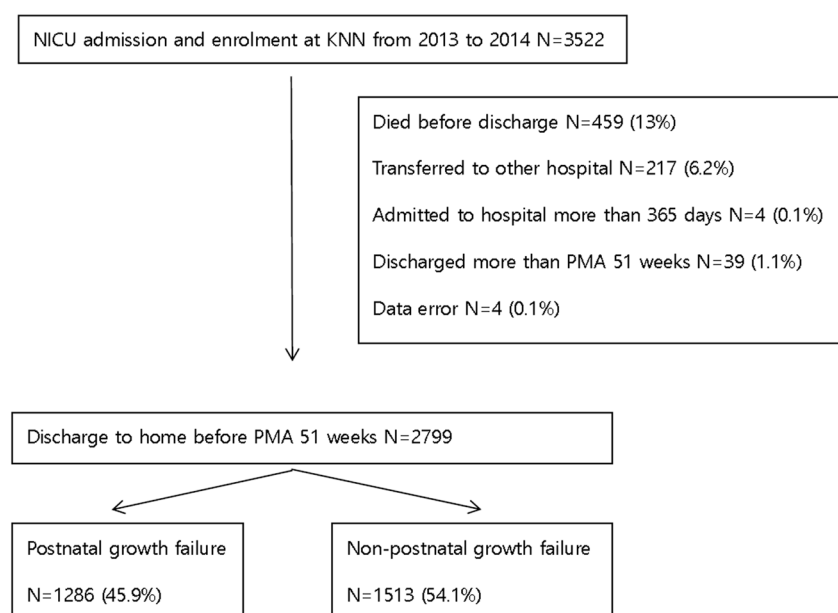 NICU admission and enrolment at KNN from 2013 to 2014 N=3522
Died before discharge N=459 (13%)
Transferred to other hospital N=217 (6.2%)
Admitted to hospital more than 365 days N=4 (0.1%)
Discharged more than PMA 51 weeks N=39 (1.1%)
Data error N=4 (0.1%)
Discharge to home before PMA 51 weeks N=2799
Postnatal growth failure
N=1286 (45.9%)
Non-postnatal growth failure
N=1513 (54.1%)